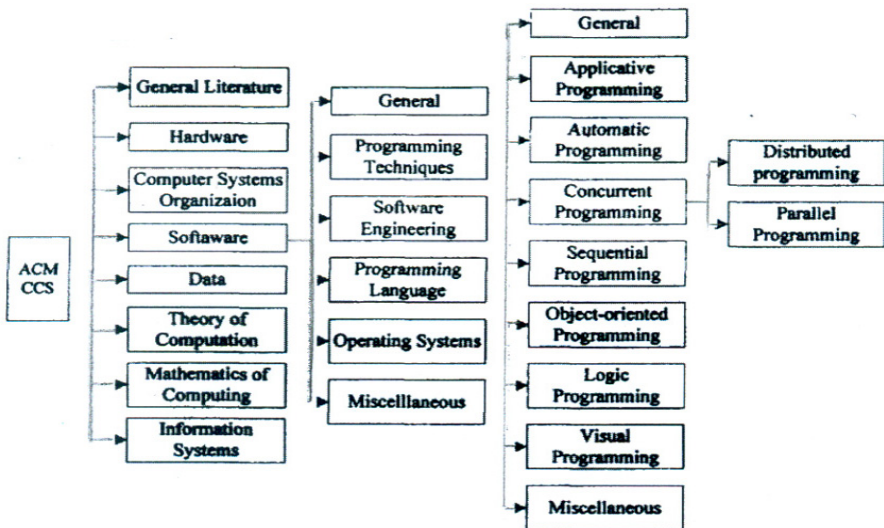 ACM
CCS
General Literature
Hardware
Computer Systems
Organizaion
Softaware
Data
Theory of
Computation
Mathematics of
Computing
Information
Systems
General
Programming
Techniques
Software
Engineering
Programming
Language
Operating Systems
Miscelllaneous
General
Applicative
Programming
Automatic
Programming
Concurrent
Programming
Sequential
Programming
Object-oriented
Programming
Logic
Programming
Visual
Programming
Miscellaneous
Distributed
programming
Parallel
Programming